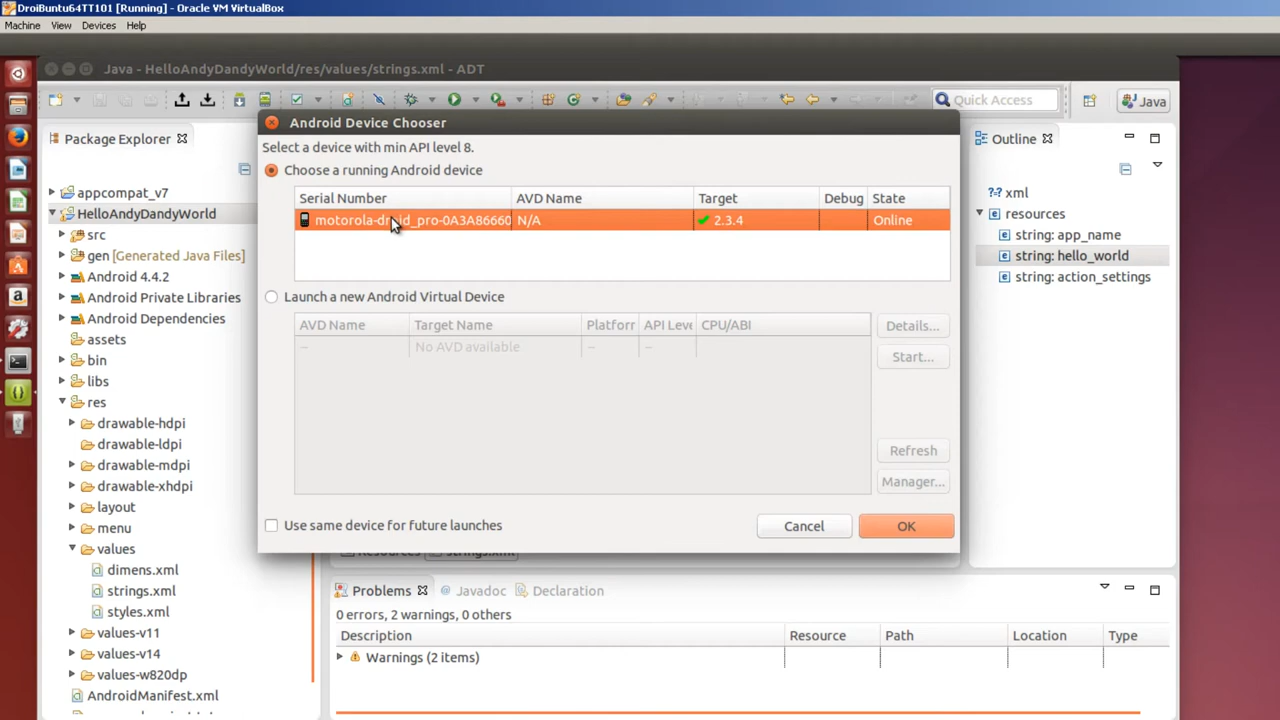 DroiBuntu64TT101 [Running] - Oracle VM VirtualBox
Machine View Devices Help
Java - HelloAndyDandyWorld/res/values/strings.xml - ADT
Quick Access
Java
Package Explorer
appcompat_v7
HelloAndyDandyWorld
src
gen [Generated Java Files]
Android 4.4.2
Android Private Libraries
Android Dependencies
assets
bin
libs
res
drawable-hdpi
drawable-ldpi
drawable-mdpi
drawable-xhdpi
layout
menu
values
dimens.xml
strings.xml
styles.xml
values-v11
values-v14
values-w820dp
AndroidManifest.xml
Android Device Chooser
Select a device with min API level 8.
Choose a running Android device
Serial Number AVD Name Target Debug State
motorola-droid_pro-0A3A86660 N/A 2.3.4 Online
Launch a new Android Virtual Device
AVD Name Target Name Platforr API Leve CPU/ABI
-- No AVD available -- --
Details...
Start...
Refresh
Manager...
Use same device for future launches
Cancel OK
Resources strings.xml
Outline
xml
resources
string: app_name
string: hello_world
string: action_settings
Problems @ Javadoc Declaration
0 errors, 2 warnings, 0 others
Description Resource Path Location Type
Warnings (2 items)